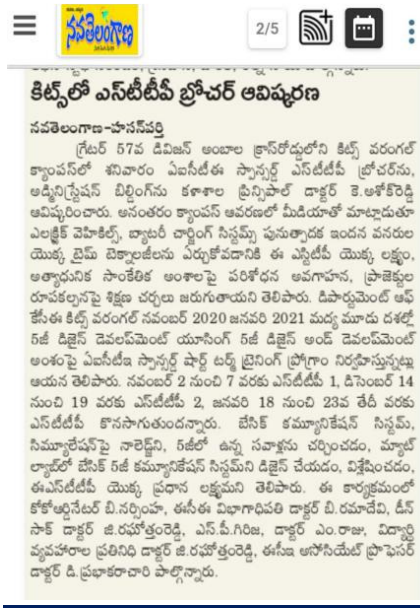 నవతెలంగాణ
2/5
కిట్స్‌లో ఎస్‌టీటీపీ బ్రోచర్ ఆవిష్కరణ
నవతెలంగాణ-హసన్‌పర్తి
గ్రేటర్ 57వ డివిజన్ అంబాల క్రాస్‌రోడ్డులోని కిట్స్ వరంగల్
క్యాంపస్‌లో శనివారం ఏఐసీటీఈ స్పాన్సర్డ్ ఎస్‌టీటీపీ బ్రోచర్‌ను,
అడ్మినిస్ట్రేషన్ బిల్డింగ్‌ను కళాశాల ప్రిన్సిపాల్ డాక్టర్ కె.అశోక్‌రెడ్డి
ఆవిష్కరించారు. అనంతరం క్యాంపస్ ఆవరణలో మీడియాతో మాట్లాడుతూ
ఎలక్ట్రిక్ వెహికిల్స్, బ్యాటరీ చార్జింగ్ సిస్టమ్స్ పునుత్పాదక ఇందన వనరుల
యొక్క టైమ్ టెక్నాలజీలను ఏర్చుకోవడానికి ఈ ఎస్టిటీపీ యొక్క లక్ష్యం,
అత్యాధునిక సాంకేతిక అంశాలపై పరిశోధన అవగాహన, ప్రాజెక్టుల
రూపకల్పనపై శిక్షణ చర్చలు జరుగుతాయని తెలిపారు. డిపార్టుమెంట్ ఆఫ్
కేసీఈ కిట్స్ వరంగల్ నవంబర్ 2020 జనవరి 2021 మధ్య మూడు దశల్లో
5జీ డిజైన్ డెవలప్‌మెంట్ యూసింగ్ 5జీ డిజైన్ అండ్ డెవలప్‌మెంట్
అంశంపై ఏఐసీటీఇ స్పాన్సర్డ్ షార్ట్ టర్మ్ ట్రైనింగ్ ప్రోగ్రాం నిర్వహిస్తున్నట్లు
ఆయన తెలిపారు. నవంబర్ 2 నుంచి 7 వరకు ఎస్‌టీటీపీ 1, డిసెంబర్ 14
నుంచి 19 వరకు ఎస్‌టీటీపీ 2, జనవరి 18 నుంచి 23వ తేదీ వరకు
ఎస్‌టీటీపీ కొనసాగుతుందన్నారు. బేసిక్ కమ్యూనికేషన్ సిస్టమ్,
సిమ్యూలేషన్‌పై నాలెడ్జ్‌ని, 5జీలో ఉన్న సవాళ్లను చర్చించడం, మ్యాట్
ల్యాబ్‌లో బేసిక్ 5జీ కమ్యూనికేషన్ సిస్టమ్‌ని డిజైన్ చేయడం, విశ్లేషించడం,
ఈఎస్‌టీటీపీ యొక్క ప్రధాన లక్ష్యమని తెలిపారు. ఈ కార్యక్రమంలో
కోకోఆర్డినేటర్ బి.నర్సింహ, ఈసీఈ విభాగాధిపతి డాక్టర్ బి.రమాదేవి, డీన్
సాక్ డాక్టర్ జి.రఘోత్తంరెడ్డి, ఎస్.పి.గిరిజ, డాక్టర్ ఎం.రాజు, విద్యార్థి
వ్యవహారాల ప్రతినిధి డాక్టర్ జి.రఘోత్తంరెడ్డి, ఈసీఇ అసోసియేట్ ప్రొఫెసర్
డాక్టర్ డి.ప్రభాకరాచారి పాల్గొన్నారు.